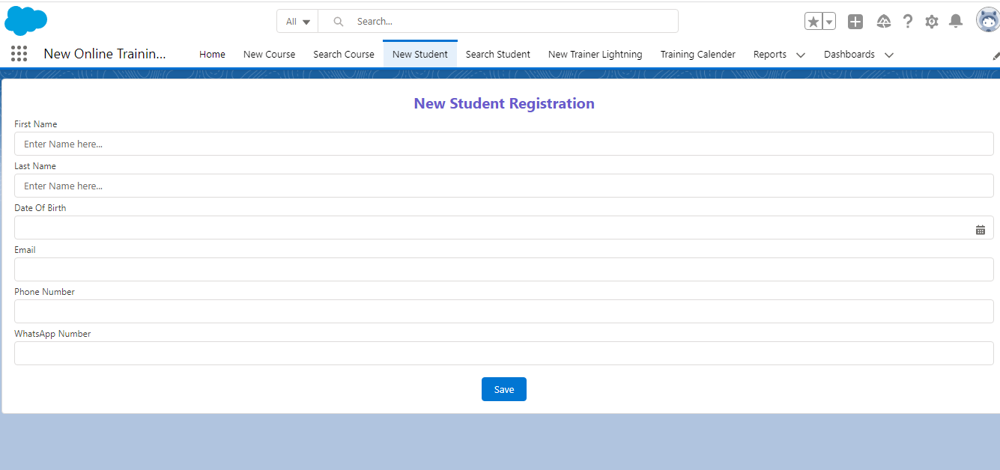 All
Search...
New Online Trainin...
Home
New Course
Search Course
New Student
Search Student
New Trainer Lightning
Training Calender
Reports
Dashboards
New Student Registration
First Name
Enter Name here...
Last Name
Enter Name here...
Date Of Birth
Email
Phone Number
WhatsApp Number
Save